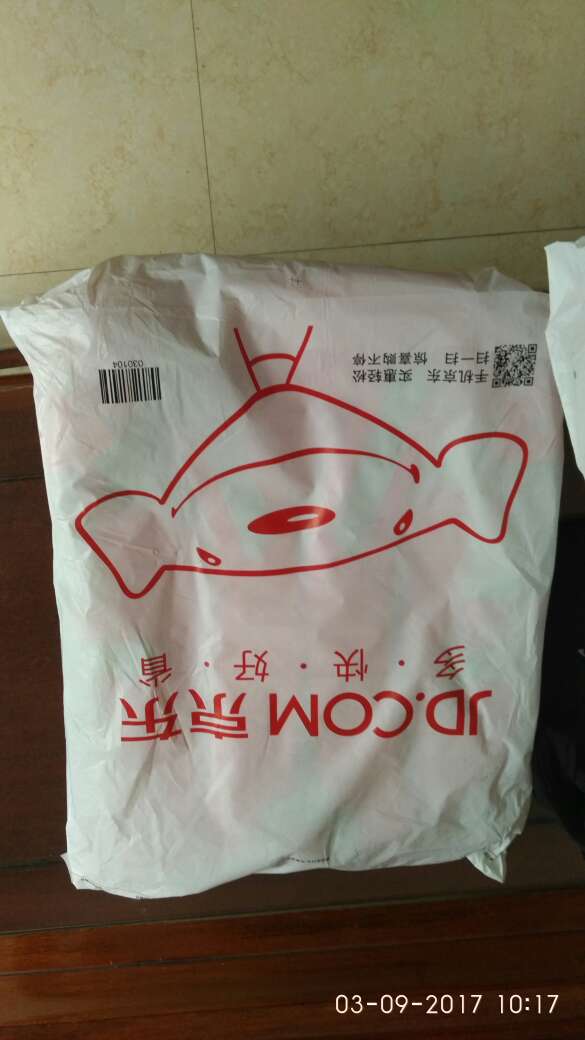 JD.COM 京东
多·快·好·省
手机京东 实惠轻松
扫一扫 惊喜购不停
030104
03-09-2017 10:17